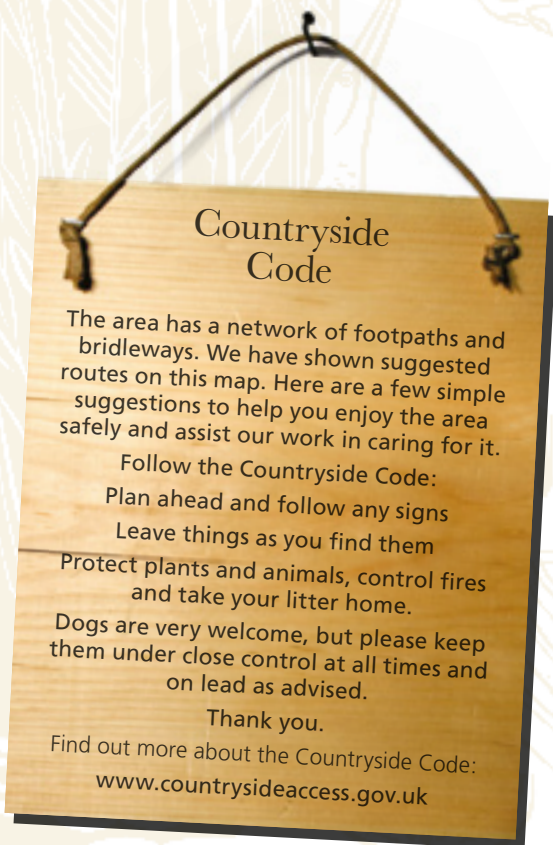 Countryside
Code
The area has a network of footpaths and
bridleways. We have shown suggested
routes on this map. Here are a few simple
suggestions to help you enjoy the area
safely and assist our work in caring for it.
Follow the Countryside Code:
Plan ahead and follow any signs
Leave things as you find them
Protect plants and animals, control fires
and take your litter home.
Dogs are very welcome, but please keep
them under close control at all times and
on lead as advised.
Thank you.
Find out more about the Countryside Code:
www.countrysideaccess.gov.uk